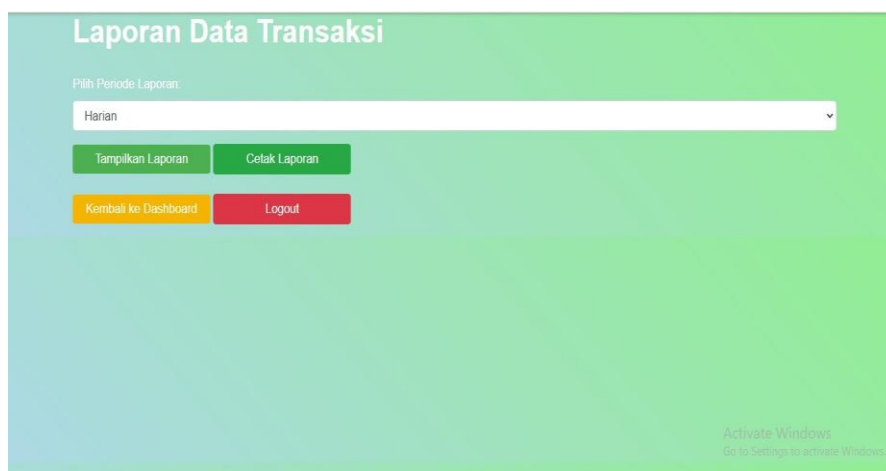 Laporan Data Transaksi
Pilih Periode Laporan:
Harian
Tampilkan Laporan
Cetak Laporan
Kembali ke Dashboard
Logout
Activate Windows
Go to Settings to activate Windows.